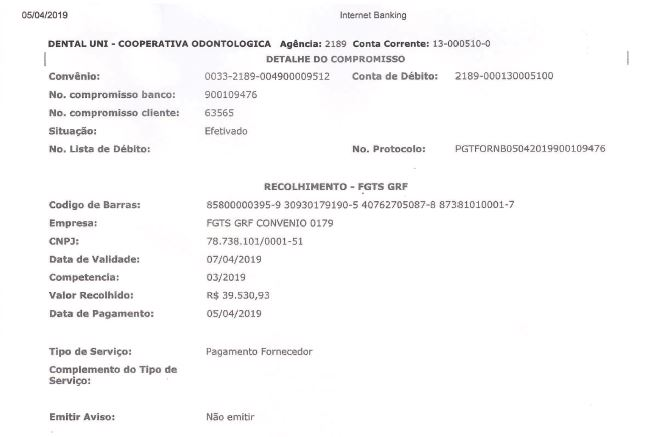 05/04/2019 Internet Banking
DENTAL UNI - COOPERATIVA ODONTOLOGICA Agência: 2189 Conta Corrente: 13-000510-0
DETALHE DO COMPROMISSO
Convênio: 0033-2189-004900009512 Conta de Débito: 2189-000130005100
No. compromisso banco: 900109476
No. compromisso cliente: 63565
Situação: Efetivado
No. Lista de Débito: No. Protocolo: PGTFORNB05042019900109476
RECOLHIMENTO - FGTS GRF
Codigo de Barras: 85800000395-9 30930179190-5 40762705087-8 87381010001-7
Empresa: FGTS GRF CONVENIO 0179
CNPJ: 78.738.101/0001-51
Data de Validade: 07/04/2019
Competencia: 03/2019
Valor Recolhido: R$ 39.530,93
Data de Pagamento: 05/04/2019
Tipo de Serviço: Pagamento Fornecedor
Complemento do Tipo de
Serviço:
Emitir Aviso: Não emitir